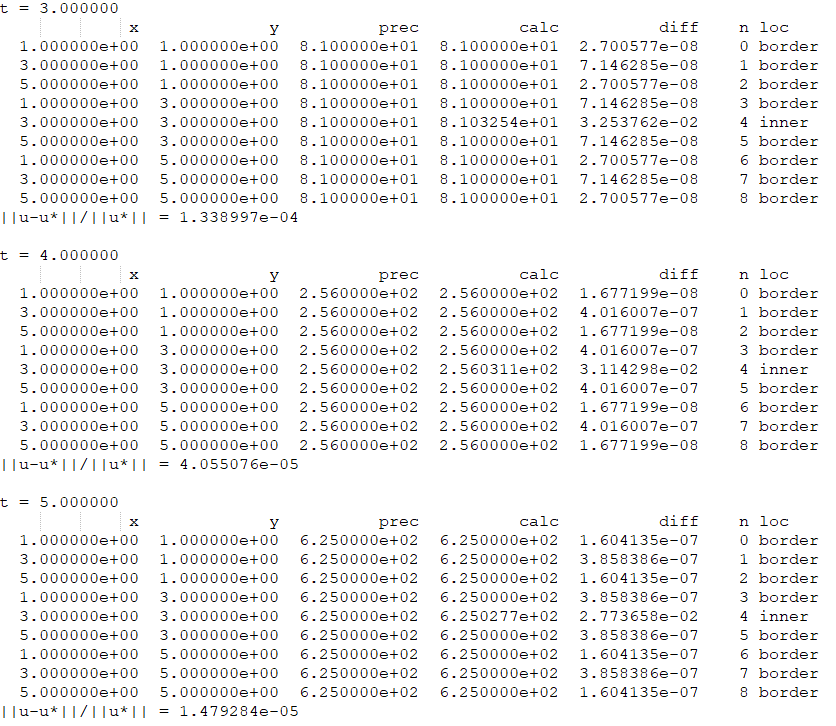 t = 3.000000
x y prec calc diff n loc
1.000000e+00 1.000000e+00 8.100000e+01 8.100000e+01 2.700577e-08 0 border
3.000000e+00 1.000000e+00 8.100000e+01 8.100000e+01 7.146285e-08 1 border
5.000000e+00 1.000000e+00 8.100000e+01 8.100000e+01 2.700577e-08 2 border
1.000000e+00 3.000000e+00 8.100000e+01 8.100000e+01 7.146285e-08 3 border
3.000000e+00 3.000000e+00 8.100000e+01 8.103254e+01 3.253762e-02 4 inner
5.000000e+00 3.000000e+00 8.100000e+01 8.100000e+01 7.146285e-08 5 border
1.000000e+00 5.000000e+00 8.100000e+01 8.100000e+01 2.700577e-08 6 border
3.000000e+00 5.000000e+00 8.100000e+01 8.100000e+01 7.146285e-08 7 border
5.000000e+00 5.000000e+00 8.100000e+01 8.100000e+01 2.700577e-08 8 border
||u-u*||/||u*|| = 1.338997e-04
t = 4.000000
x y prec calc diff n loc
1.000000e+00 1.000000e+00 2.560000e+02 2.560000e+02 1.677199e-08 0 border
3.000000e+00 1.000000e+00 2.560000e+02 2.560000e+02 4.016007e-07 1 border
5.000000e+00 1.000000e+00 2.560000e+02 2.560000e+02 1.677199e-08 2 border
1.000000e+00 3.000000e+00 2.560000e+02 2.560000e+02 4.016007e-07 3 border
3.000000e+00 3.000000e+00 2.560000e+02 2.560311e+02 3.114298e-02 4 inner
5.000000e+00 3.000000e+00 2.560000e+02 2.560000e+02 4.016007e-07 5 border
1.000000e+00 5.000000e+00 2.560000e+02 2.560000e+02 1.677199e-08 6 border
3.000000e+00 5.000000e+00 2.560000e+02 2.560000e+02 4.016007e-07 7 border
5.000000e+00 5.000000e+00 2.560000e+02 2.560000e+02 1.677199e-08 8 border
||u-u*||/||u*|| = 4.055076e-05
t = 5.000000
x y prec calc diff n loc
1.000000e+00 1.000000e+00 6.250000e+02 6.250000e+02 1.604135e-07 0 border
3.000000e+00 1.000000e+00 6.250000e+02 6.250000e+02 3.858386e-07 1 border
5.000000e+00 1.000000e+00 6.250000e+02 6.250000e+02 1.604135e-07 2 border
1.000000e+00 3.000000e+00 6.250000e+02 6.250000e+02 3.858386e-07 3 border
3.000000e+00 3.000000e+00 6.250000e+02 6.250277e+02 2.773658e-02 4 inner
5.000000e+00 3.000000e+00 6.250000e+02 6.250000e+02 3.858386e-07 5 border
1.000000e+00 5.000000e+00 6.250000e+02 6.250000e+02 1.604135e-07 6 border
3.000000e+00 5.000000e+00 6.250000e+02 6.250000e+02 3.858386e-07 7 border
5.000000e+00 5.000000e+00 6.250000e+02 6.250000e+02 1.604135e-07 8 border
||u-u*||/||u*|| = 1.479284e-05